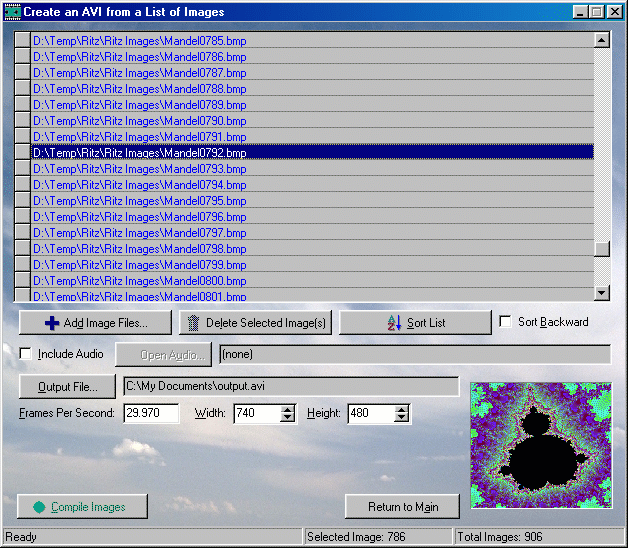 Create an AVI from a List of Images
D:\Temp\Ritz\Ritz Images\Mandel0785.bmp
D:\Temp\Ritz\Ritz Images\Mandel0786.bmp
D:\Temp\Ritz\Ritz Images\Mandel0787.bmp
D:\Temp\Ritz\Ritz Images\Mandel0788.bmp
D:\Temp\Ritz\Ritz Images\Mandel0789.bmp
D:\Temp\Ritz\Ritz Images\Mandel0790.bmp
D:\Temp\Ritz\Ritz Images\Mandel0791.bmp
D:\Temp\Ritz\Ritz Images\Mandel0792.bmp
D:\Temp\Ritz\Ritz Images\Mandel0793.bmp
D:\Temp\Ritz\Ritz Images\Mandel0794.bmp
D:\Temp\Ritz\Ritz Images\Mandel0795.bmp
D:\Temp\Ritz\Ritz Images\Mandel0796.bmp
D:\Temp\Ritz\Ritz Images\Mandel0797.bmp
D:\Temp\Ritz\Ritz Images\Mandel0798.bmp
D:\Temp\Ritz\Ritz Images\Mandel0799.bmp
D:\Temp\Ritz\Ritz Images\Mandel0800.bmp
D:\Temp\Ritz\Ritz Images\Mandel0801.bmp
Add Image Files... Delete Selected Image(s) Sort List Sort Backward
Include Audio Open Audio... (none)
Output File... C:\My Documents\output.avi
Frames Per Second: 29.970 Width: 740 Height: 480
Compile Images Return to Main
Ready Selected Image: 786 Total Images: 906